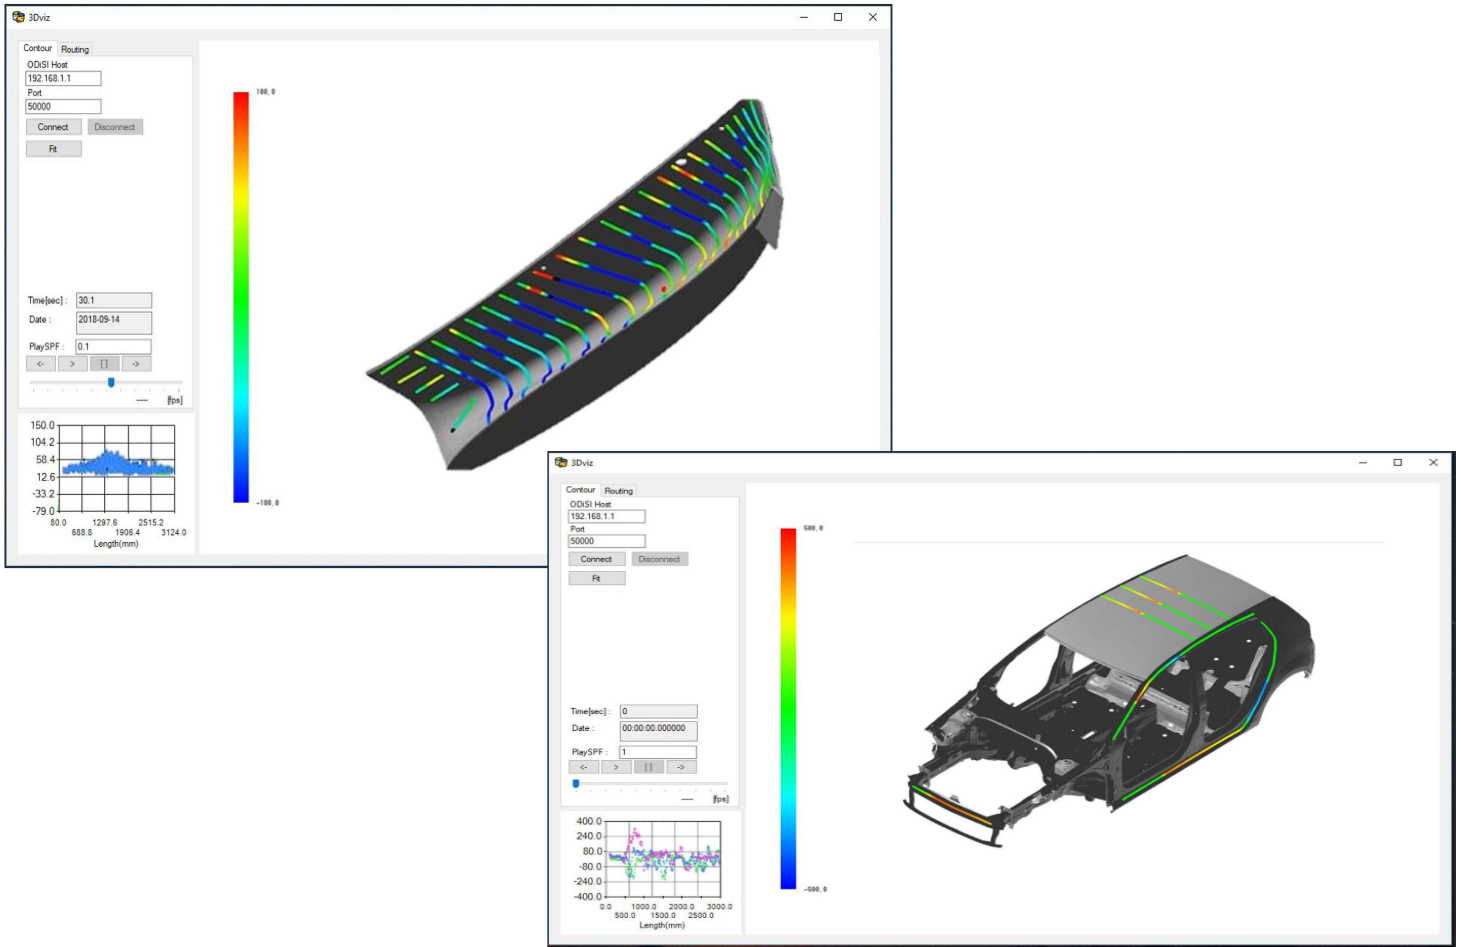 3Dviz
Contour Routing
ODiSI Host
192.168.1.1
Port
50000
Connect Disconnect
Fit
100.0
-100.0
Time[sec] : 30.1
Date : 2018-09-14
PlaySPF : 0.1
<- > [ ] ->
---- [fps]
150.0
104.2
58.4
12.6
-33.2
-79.0
80.0 1297.6 2515.2
688.8 1906.4 3124.0
Length(mm)
3Dviz
Contour Routing
ODiSI Host
192.168.1.1
Port
50000
Connect Disconnect
Fit
500.0
-500.0
Time[sec] : 0
Date : 00:00:00.000000
PlaySPF : 1
<- > [ ] ->
---- [fps]
400.0
240.0
80.0
-80.0
-240.0
-400.0
0.0 1000.0 2000.0 3000.0
500.0 1500.0 2500.0
Length(mm)